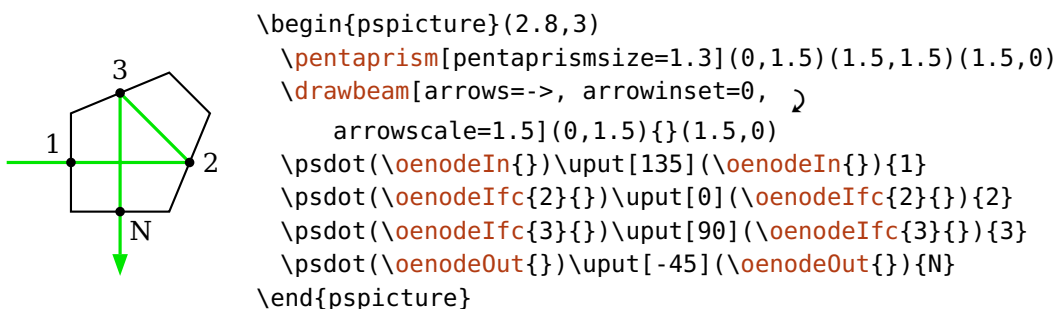 3
1
2
N
\begin{pspicture}(2.8,3)
\pentaprism[pentaprismsize=1.3](0,1.5)(1.5,1.5)(1.5,0)
\drawbeam[arrows=->, arrowinset=0,
arrowscale=1.5](0,1.5){}(1.5,0)
\psdot(\oenodeIn{})\uput[135](\oenodeIn{}){1}
\psdot(\oenodeIfc{2}{})\uput[0](\oenodeIfc{2}{}){2}
\psdot(\oenodeIfc{3}{})\uput[90](\oenodeIfc{3}{}){3}
\psdot(\oenodeOut{})\uput[-45](\oenodeOut{}){N}
\end{pspicture}